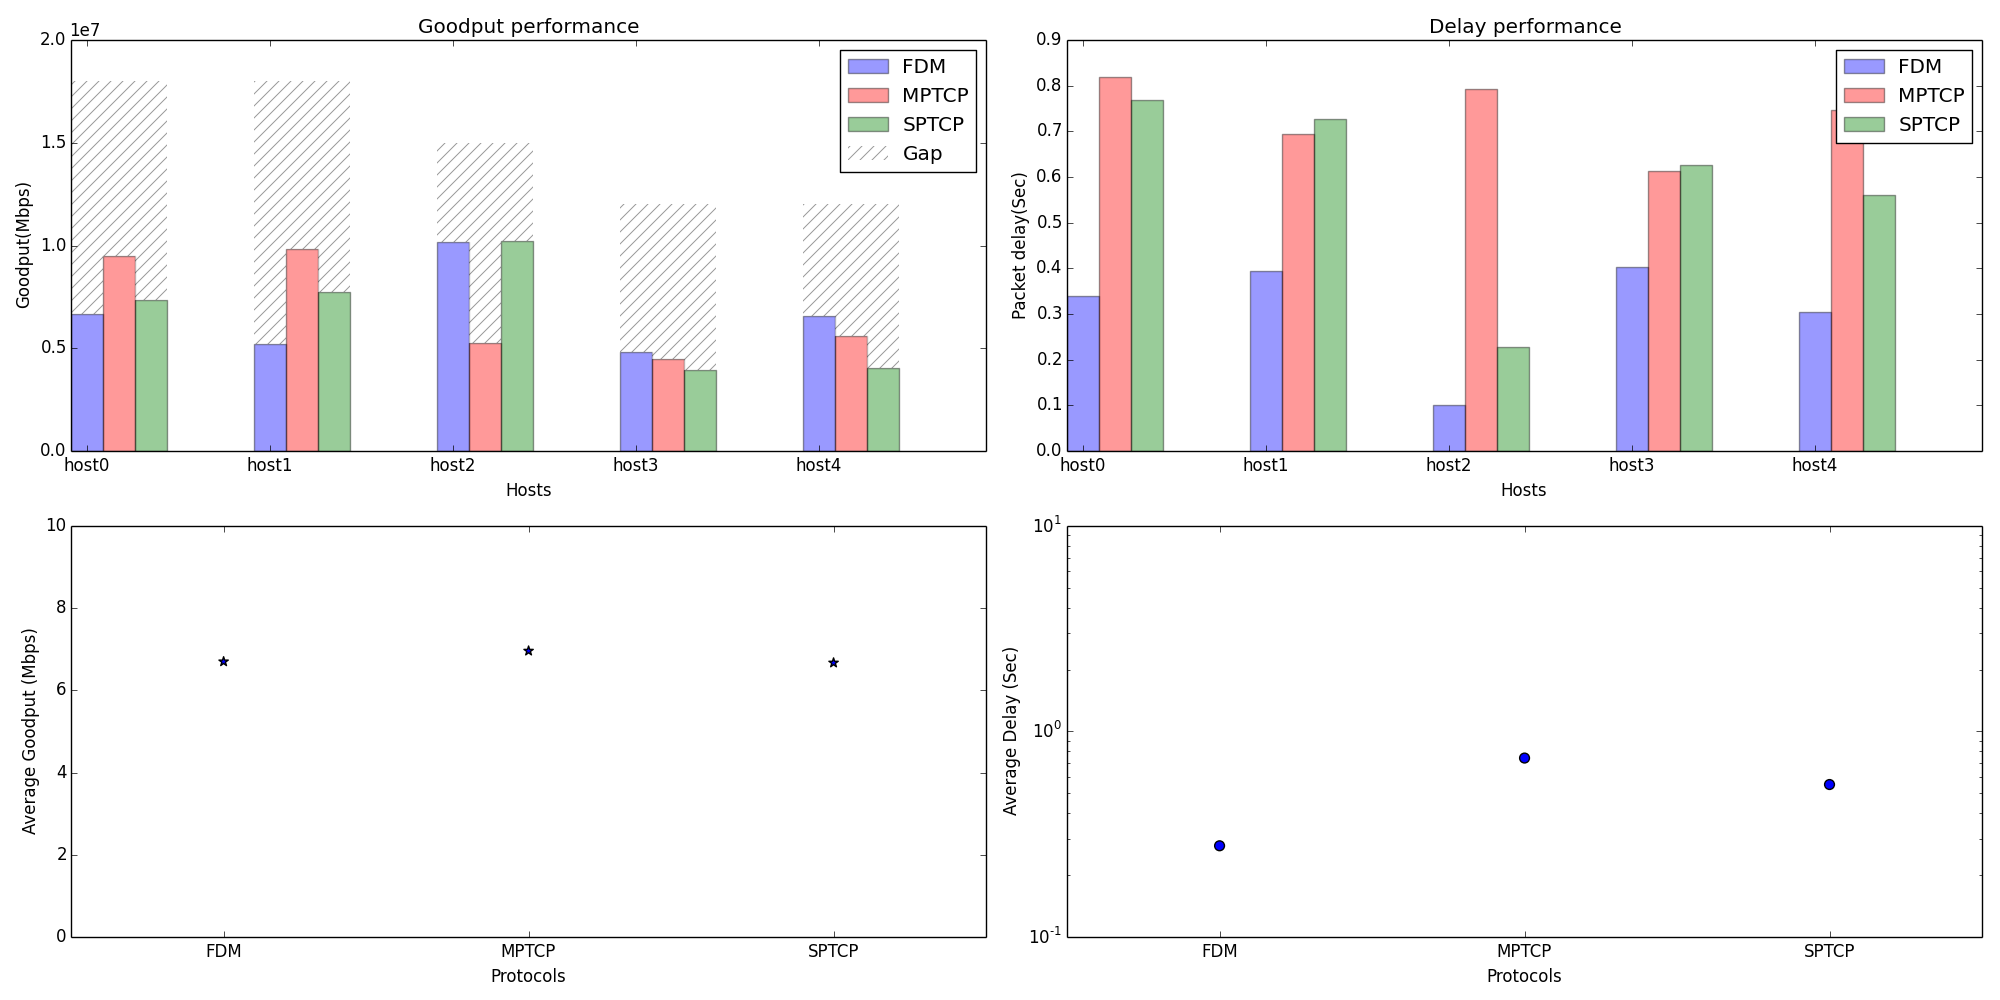 Goodput performance
1e7
2.0
1.5
1.0
0.5
0.0
Goodput(Mbps)
FDM
MPTCP
SPTCP
Gap
host0 host1 host2 host3 host4
Hosts
Delay performance
0.9
0.8
0.7
0.6
0.5
0.4
0.3
0.2
0.1
0.0
Packet delay(Sec)
FDM
MPTCP
SPTCP
host0 host1 host2 host3 host4
Hosts
10
8
6
4
2
0
Average Goodput (Mbps)
FDM MPTCP SPTCP
Protocols
10^1
10^0
10^-1
Average Delay (Sec)
FDM MPTCP SPTCP
Protocols